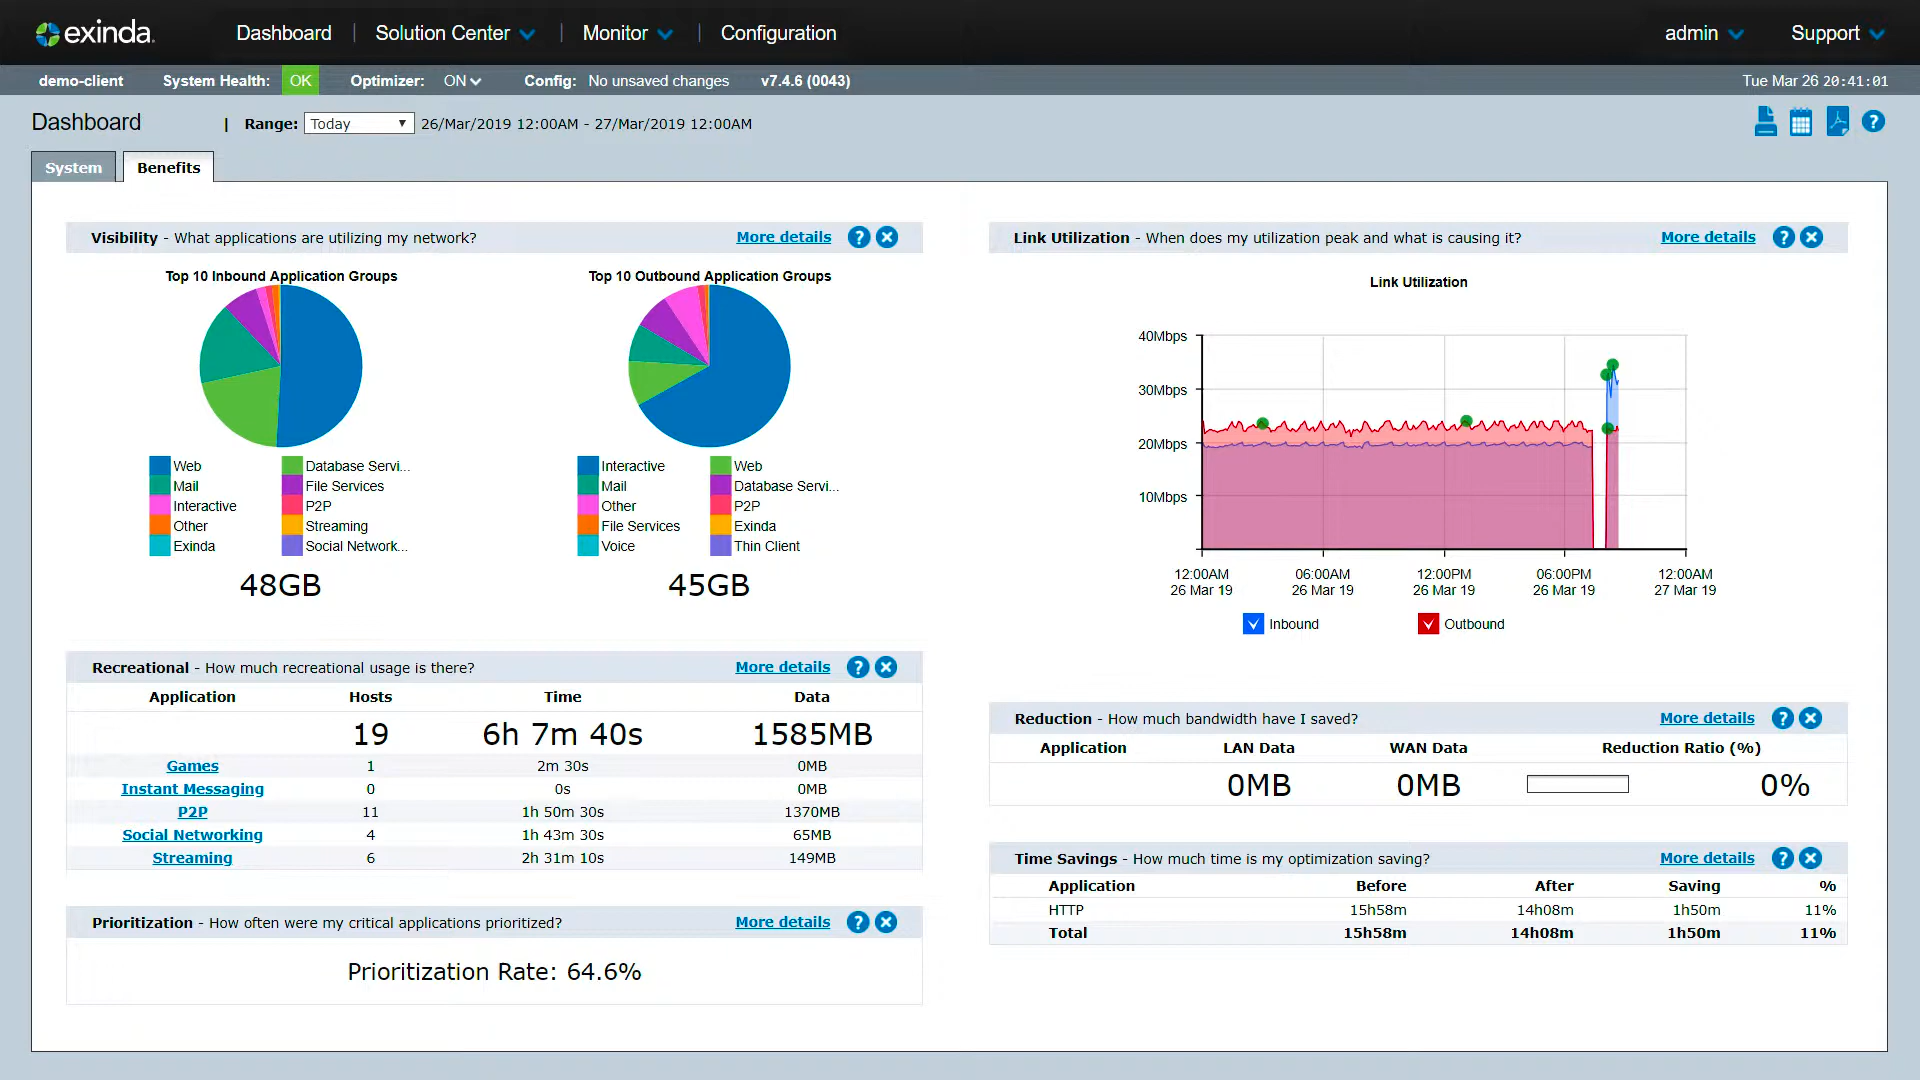 exinda Dashboard | Solution Center | Monitor | Configuration admin Support
demo-client System Health: OK Optimizer: ON Config: No unsaved changes v7.4.6 (0043) Tue Mar 26 20:41:01
Dashboard | Range: Today 26/Mar/2019 12:00AM - 27/Mar/2019 12:00AM
System Benefits
Visibility - What applications are utilizing my network? More details
Top 10 Inbound Application Groups
Web Database Servi...
Mail File Services
Interactive P2P
Other Streaming
Exinda Social Network...
48GB
Top 10 Outbound Application Groups
Interactive Web
Mail Database Servi...
Other P2P
File Services Exinda
Voice Thin Client
45GB
Recreational - How much recreational usage is there? More details
Application Hosts Time Data
19 6h 7m 40s 1585MB
Games 1 2m 30s 0MB
Instant Messaging 0 0s 0MB
P2P 11 1h 50m 30s 1370MB
Social Networking 4 1h 43m 30s 65MB
Streaming 6 2h 31m 10s 149MB
Prioritization - How often were my critical applications prioritized? More details
Prioritization Rate: 64.6%
Link Utilization - When does my utilization peak and what is causing it? More details
Link Utilization
40Mbps
30Mbps
20Mbps
10Mbps
12:00AM 06:00AM 12:00PM 06:00PM 12:00AM
26 Mar 19 26 Mar 19 26 Mar 19 26 Mar 19 27 Mar 19
Inbound Outbound
Reduction - How much bandwidth have I saved? More details
Application LAN Data WAN Data Reduction Ratio (%)
0MB 0MB 0%
Time Savings - How much time is my optimization saving? More details
Application Before After Saving %
HTTP 15h58m 14h08m 1h50m 11%
Total 15h58m 14h08m 1h50m 11%